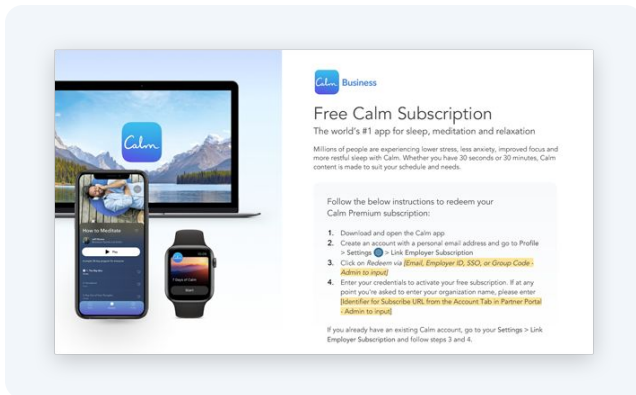 Calm Business
Free Calm Subscription
The world's #1 app for sleep, meditation and relaxation
Millions of people are experiencing lower stress, less anxiety, improved focus and
more restful sleep with Calm. Whether you have 30 seconds or 30 minutes, Calm
content is made to suit your schedule and needs.
Calm
How to Meditate
Play
7 Days of Calm
Start
Follow the below instructions to redeem your
Calm Premium subscription:
1. Download and open the Calm app
2. Create an account with a personal email address and go to Profile
> Settings > Link Employer Subscription
3. Click on Redeem via [Email, Employer ID, SSO, or Group Code -
Admin to input]
4. Enter your credentials to activate your free subscription. If at any
point you're asked to enter your organization name, please enter
[Identifier for Subscribe URL from the Account Tab in Partner Portal
- Admin to input]
If you already have an existing Calm account, go to your Settings > Link
Employer Subscription and follow steps 3 and 4.